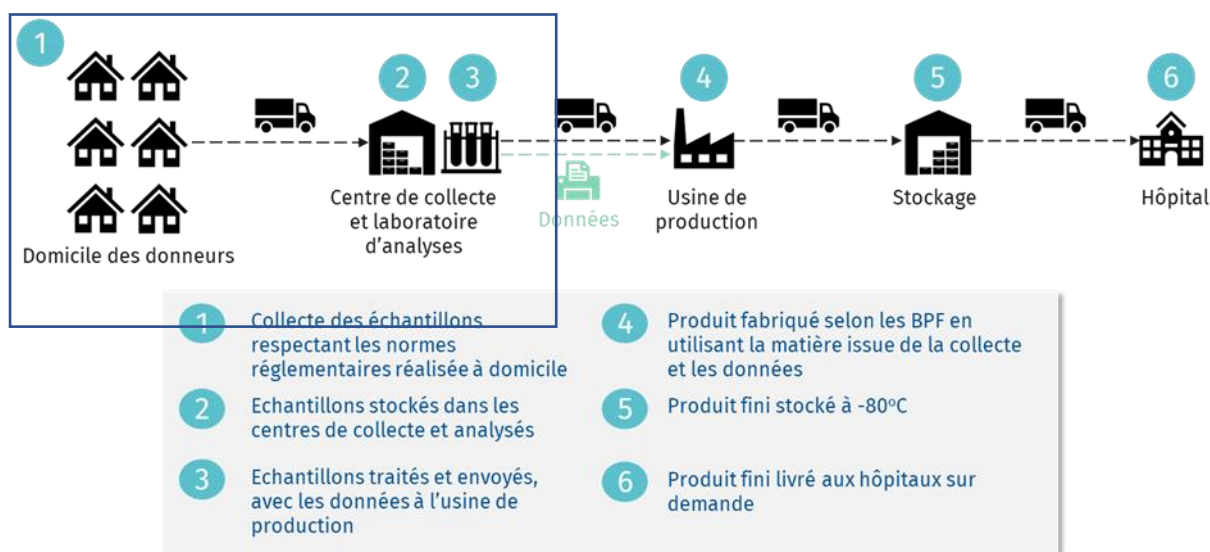 1
2
3
4
5
6
Domicile des donneurs
Centre de collecte
et laboratoire
d’analyses
Données
Usine de
production
Stockage
Hôpital
1
Collecte des échantillons
respectant les normes
réglementaires réalisée à domicile
2
Echantillons stockés dans les
centres de collecte et analysés
3
Echantillons traités et envoyés,
avec les données à l’usine de
production
4
Produit fabriqué selon les BPF en
utilisant la matière issue de la collecte
et les données
5
Produit fini stocké à -80ºC
6
Produit fini livré aux hôpitaux sur
demande